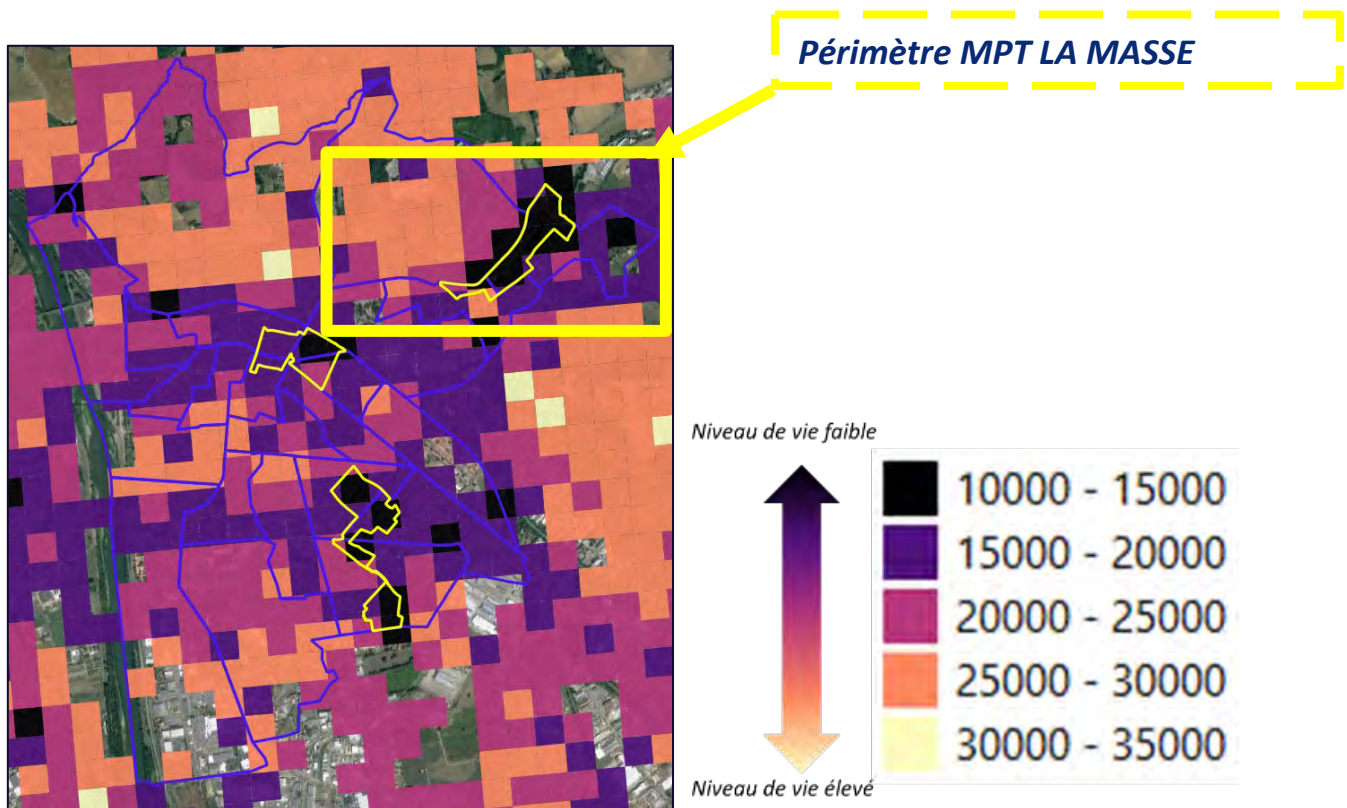 Périmètre MPT LA MASSE
Niveau de vie faible
10000 - 15000
15000 - 20000
20000 - 25000
25000 - 30000
30000 - 35000
Niveau de vie élevé